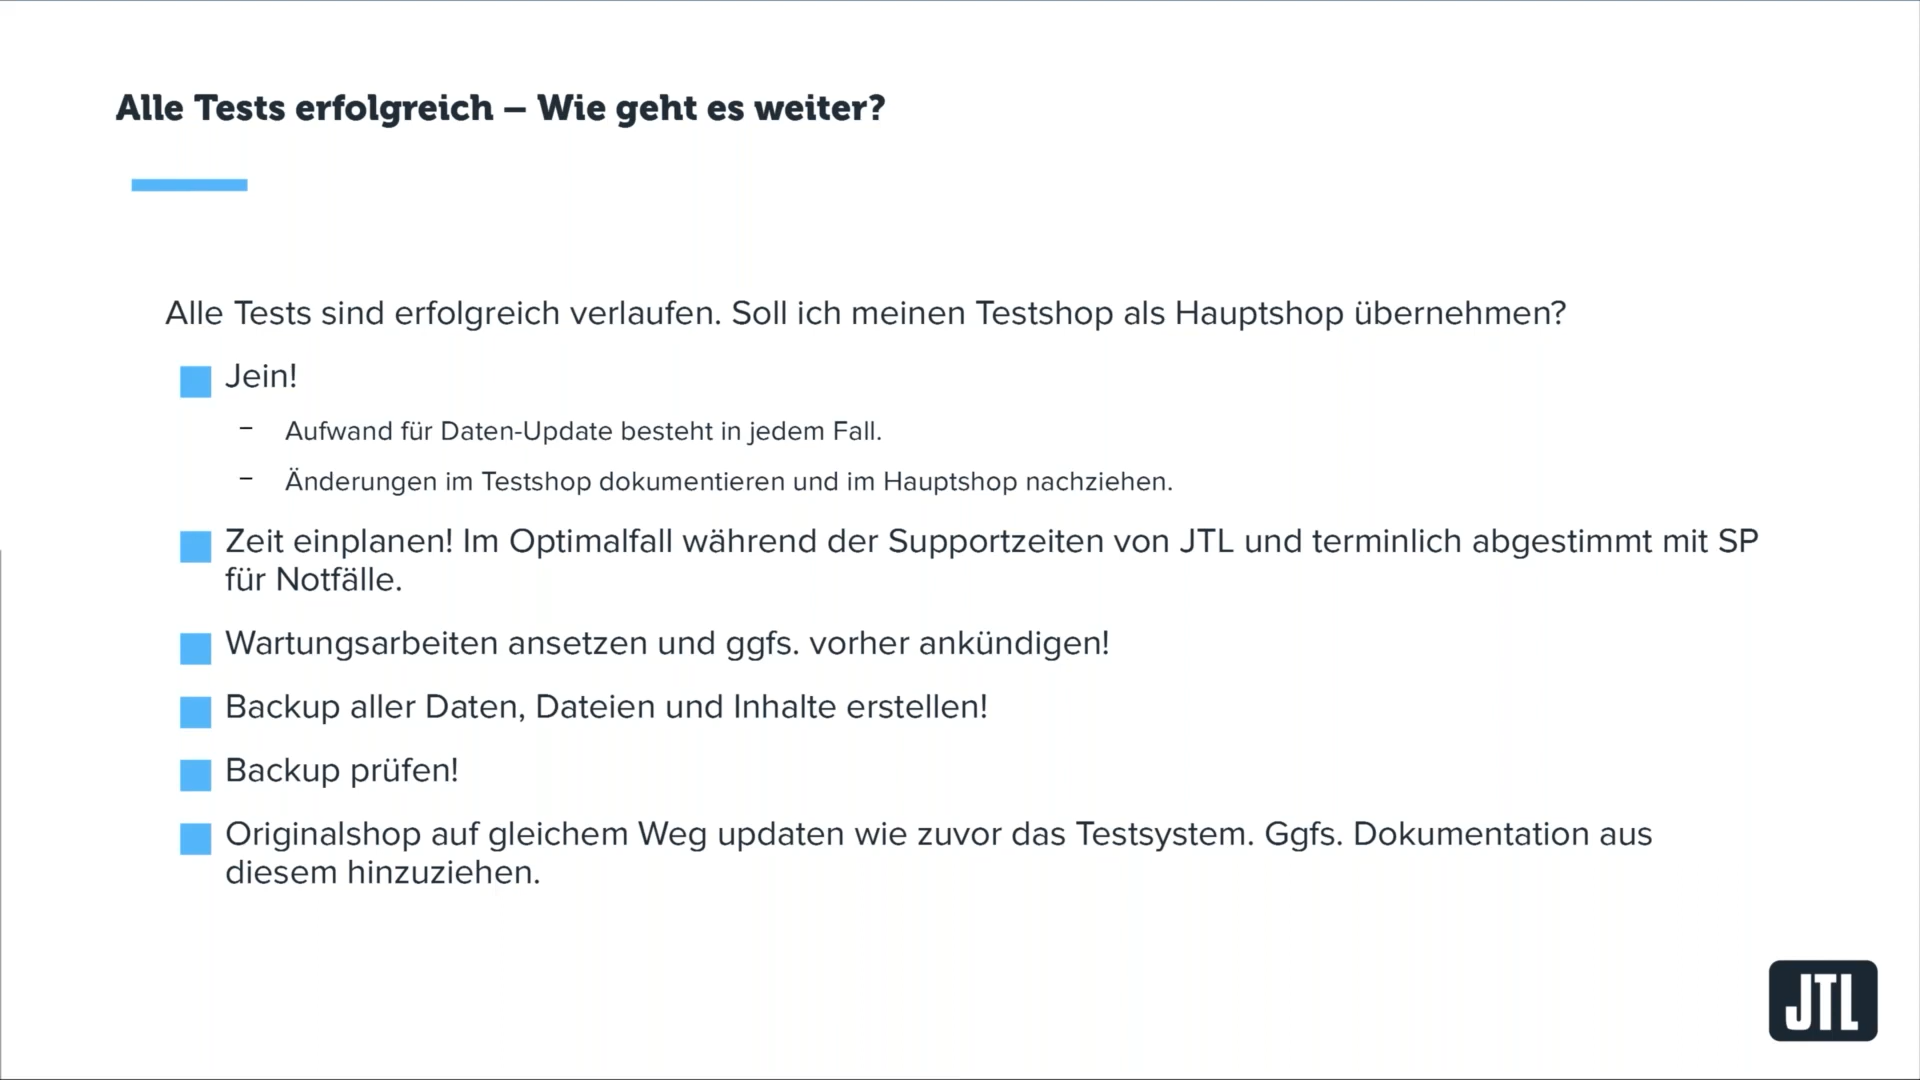 Alle Tests erfolgreich – Wie geht es weiter?
Alle Tests sind erfolgreich verlaufen. Soll ich meinen Testshop als Hauptshop übernehmen?
Jein!
– Aufwand für Daten-Update besteht in jedem Fall.
– Änderungen im Testshop dokumentieren und im Hauptshop nachziehen.
Zeit einplanen! Im Optimalfall während der Supportzeiten von JTL und terminlich abgestimmt mit SP
für Notfälle.
Wartungsarbeiten ansetzen und ggfs. vorher ankündigen!
Backup aller Daten, Dateien und Inhalte erstellen!
Backup prüfen!
Originalshop auf gleichem Weg updaten wie zuvor das Testsystem. Ggfs. Dokumentation aus
diesem hinzuziehen.
JTL